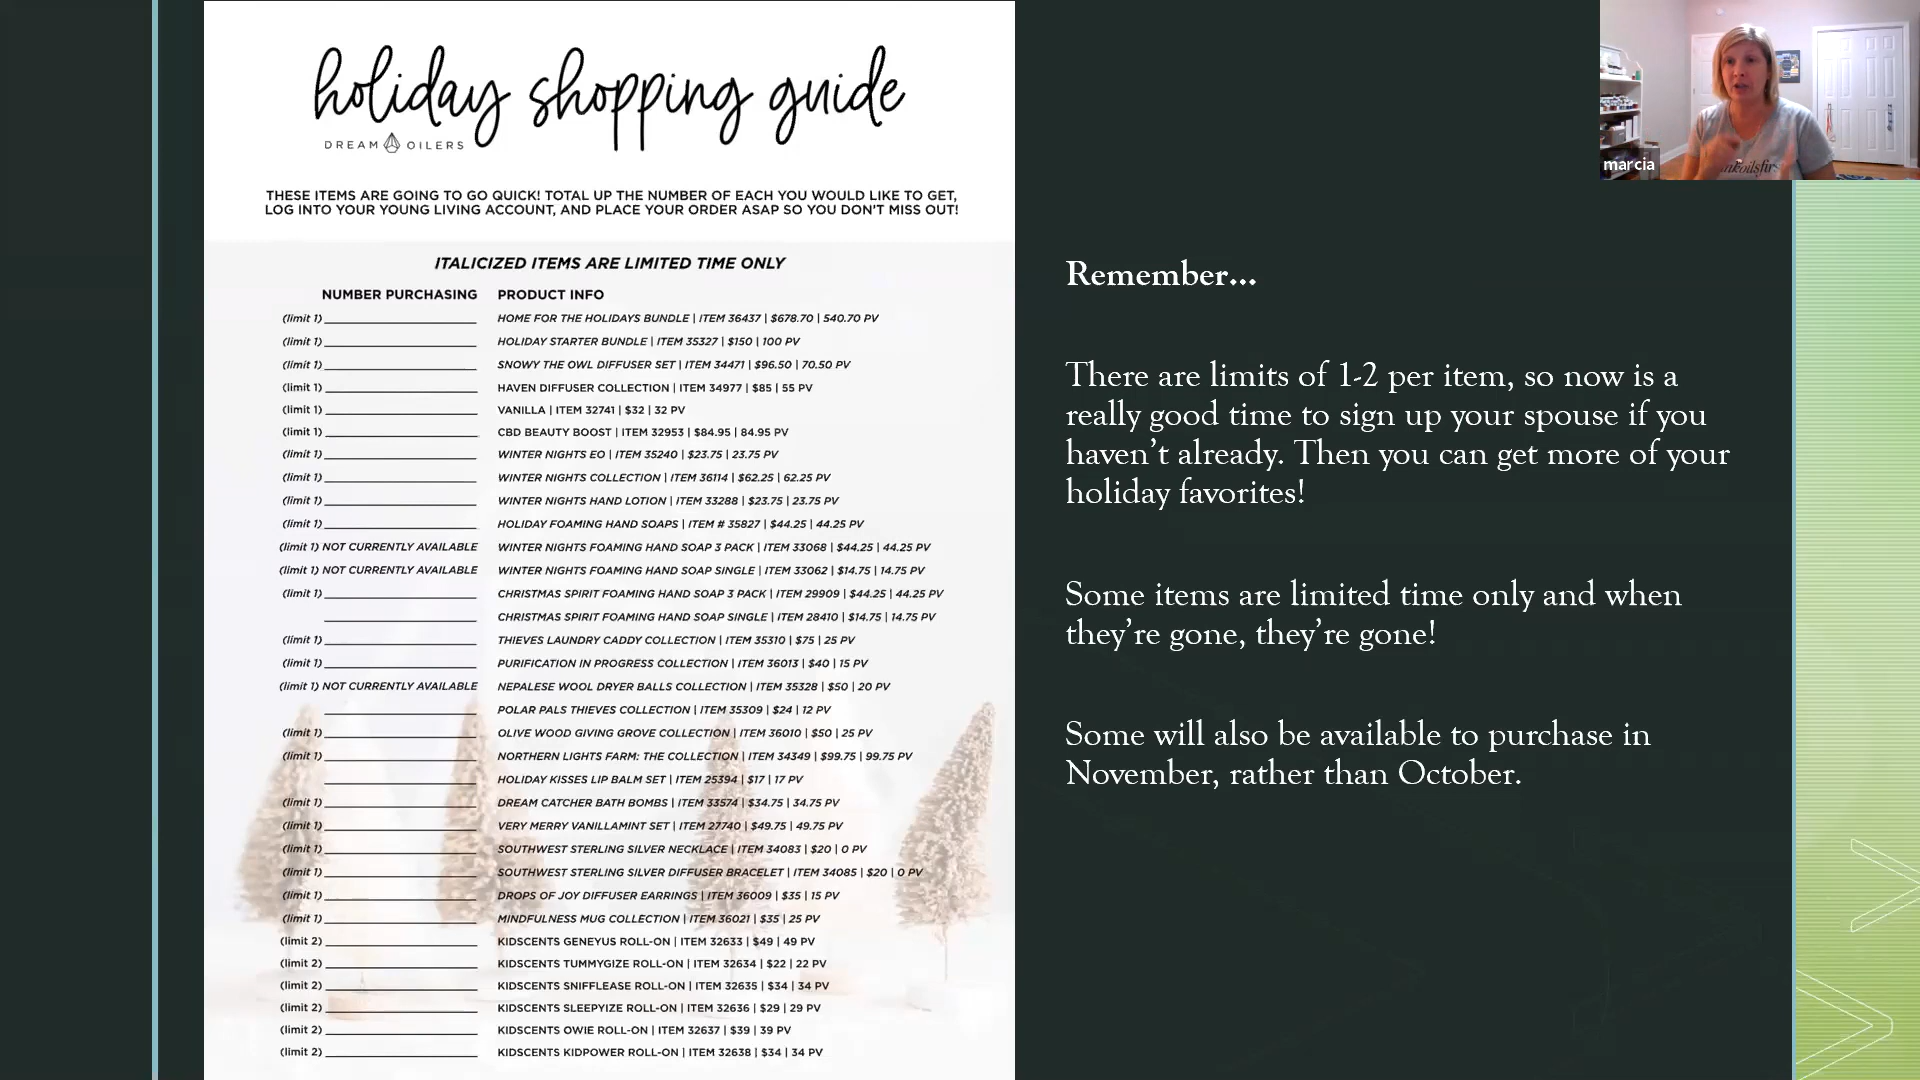 holiday shopping guide
DREAM OILERS
THESE ITEMS ARE GOING TO GO QUICK! TOTAL UP THE NUMBER OF EACH YOU WOULD LIKE TO GET,
LOG INTO YOUR YOUNG LIVING ACCOUNT, AND PLACE YOUR ORDER ASAP SO YOU DON'T MISS OUT!
ITALICIZED ITEMS ARE LIMITED TIME ONLY
NUMBER PURCHASING PRODUCT INFO
(limit 1) HOME FOR THE HOLIDAYS BUNDLE | ITEM 36437 | $678.70 | 540.70 PV
(limit 1) HOLIDAY STARTER BUNDLE | ITEM 35327 | $150 | 100 PV
(limit 1) SNOWY THE OWL DIFFUSER SET | ITEM 34471 | $96.50 | 70.50 PV
(limit 1) HAVEN DIFFUSER COLLECTION | ITEM 34977 | $85 | 55 PV
(limit 1) VANILLA | ITEM 32741 | $32 | 32 PV
(limit 1) CBD BEAUTY BOOST | ITEM 32953 | $84.95 | 84.95 PV
(limit 1) WINTER NIGHTS EO | ITEM 35240 | $23.75 | 23.75 PV
(limit 1) WINTER NIGHTS COLLECTION | ITEM 36114 | $62.25 | 62.25 PV
(limit 1) WINTER NIGHTS HAND LOTION | ITEM 33288 | $23.75 | 23.75 PV
(limit 1) HOLIDAY FOAMING HAND SOAPS | ITEM # 35827 | $44.25 | 44.25 PV
(limit 1) NOT CURRENTLY AVAILABLE WINTER NIGHTS FOAMING HAND SOAP 3 PACK | ITEM 33068 | $44.25 | 44.25 PV
(limit 1) NOT CURRENTLY AVAILABLE WINTER NIGHTS FOAMING HAND SOAP SINGLE | ITEM 33062 | $14.75 | 14.75 PV
(limit 1) CHRISTMAS SPIRIT FOAMING HAND SOAP 3 PACK | ITEM 29909 | $44.25 | 44.25 PV
CHRISTMAS SPIRIT FOAMING HAND SOAP SINGLE | ITEM 28410 | $14.75 | 14.75 PV
(limit 1) THIEVES LAUNDRY CADDY COLLECTION | ITEM 35310 | $75 | 25 PV
(limit 1) PURIFICATION IN PROGRESS COLLECTION | ITEM 36013 | $40 | 15 PV
(limit 1) NOT CURRENTLY AVAILABLE NEPALESE WOOL DRYER BALLS COLLECTION | ITEM 35328 | $50 | 20 PV
POLAR PALS THIEVES COLLECTION | ITEM 35309 | $24 | 12 PV
(limit 1) OLIVE WOOD GIVING GROVE COLLECTION | ITEM 36010 | $50 | 25 PV
(limit 1) NORTHERN LIGHTS FARM: THE COLLECTION | ITEM 34349 | $99.75 | 99.75 PV
HOLIDAY KISSES LIP BALM SET | ITEM 25394 | $17 | 17 PV
(limit 1) DREAM CATCHER BATH BOMBS | ITEM 33574 | $34.75 | 34.75 PV
(limit 1) VERY MERRY VANILLAMINT SET | ITEM 27740 | $49.75 | 49.75 PV
(limit 1) SOUTHWEST STERLING SILVER NECKLACE | ITEM 34083 | $20 | 0 PV
(limit 1) SOUTHWEST STERLING SILVER DIFFUSER BRACELET | ITEM 34085 | $20 | 0 PV
(limit 1) DROPS OF JOY DIFFUSER EARRINGS | ITEM 36009 | $35 | 15 PV
(limit 1) MINDFULNESS MUG COLLECTION | ITEM 36021 | $35 | 25 PV
(limit 2) KIDSCENTS GENEYUS ROLL-ON | ITEM 32633 | $49 | 49 PV
(limit 2) KIDSCENTS TUMMYGIZE ROLL-ON | ITEM 32634 | $22 | 22 PV
(limit 2) KIDSCENTS SNIFFLEASE ROLL-ON | ITEM 32635 | $34 | 34 PV
(limit 2) KIDSCENTS SLEEPYIZE ROLL-ON | ITEM 32636 | $29 | 29 PV
(limit 2) KIDSCENTS OWIE ROLL-ON | ITEM 32637 | $39 | 39 PV
(limit 2) KIDSCENTS KIDPOWER ROLL-ON | ITEM 32638 | $34 | 34 PV
Remember...
There are limits of 1-2 per item, so now is a
really good time to sign up your spouse if you
haven't already. Then you can get more of your
holiday favorites!
Some items are limited time only and when
they're gone, they're gone!
Some will also be available to purchase in
November, rather than October.
marcia